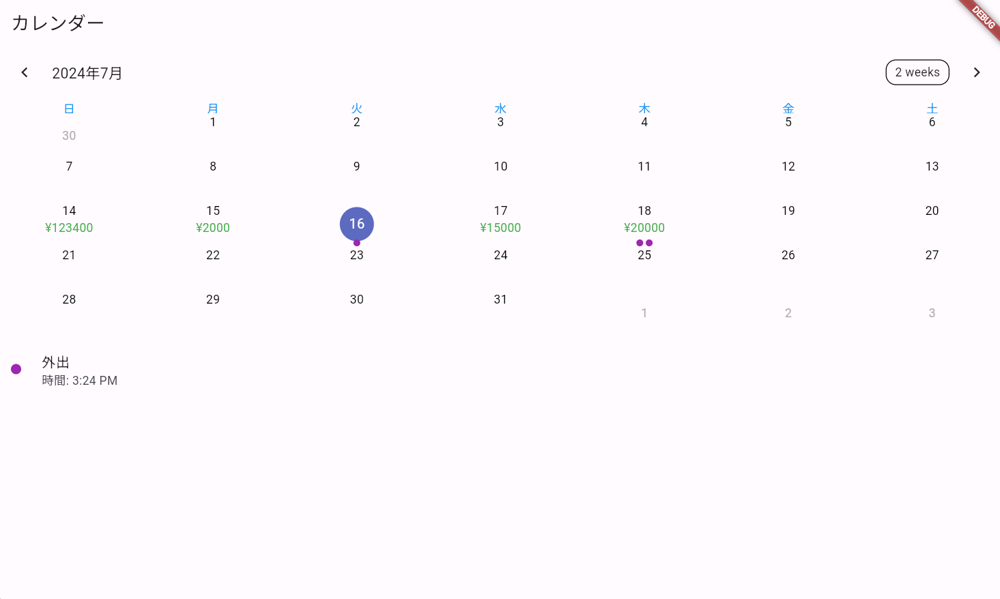 カレンダー
DEBUG
2024年7月
2 weeks
日 月 火 水 木 金 土
30 1 2 3 4 5 6
7 8 9 10 11 12 13
14 15 16 17 18 19 20
¥123400 ¥2000 ¥15000 ¥20000
21 22 23 24 25 26 27
28 29 30 31 1 2 3
外出
時間: 3:24 PM